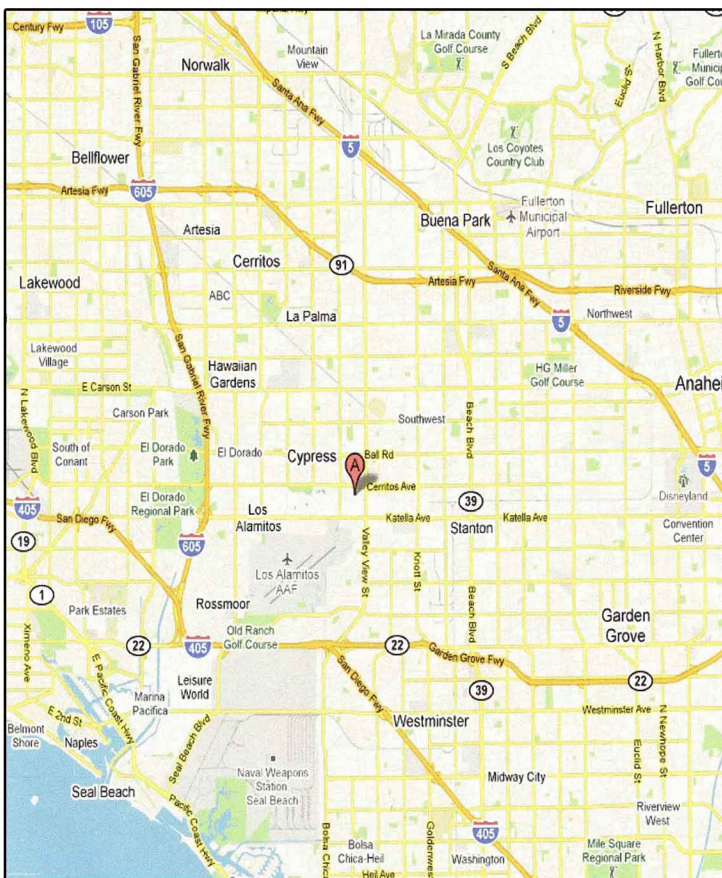 Century Fwy
105
San Gabriel River Fwy
Norwalk
Mountain
View
La Mirada County
Golf Course
S Beach Blvd
Euclid St
N Harbor Blvd
Santa Ana Fwy
5
Los Coyotes
Country Club
Bellflower
Artesia Fwy
605
Artesia
Buena Park
Fullerton
Municipal
Airport
Fullerton
Cerritos
91
Lakewood
Artesia Fwy
Santa Ana Fwy
Riverside Fwy
ABC
La Palma
5
Northwest
Lakewood
Village
San Gabriel River Fwy
Hawaiian
Gardens
HG Miller
Golf Course
E Carson St
N Lakewood Blvd
Carson Park
Southwest
Beach Blvd
South of
Conant
El Dorado
Park
El Dorado
Cypress
Ball Rd
A
Cerritos Ave
5
Disneyland
405
El Dorado
Regional Park
Los
Alamitos
39
San Diego Fwy
Katella Ave
Stanton
Katella Ave
Convention
Center
19
605
Los Alamitos
AAF
Valley View St
Knott St
Beach Blvd
1
Park Estates
Rossmoor
Garden
Grove
Ximeno Ave
22
405
Old Ranch
Golf Course
22
Garden Grove Fwy
22
E Pacific Coast Hwy
Leisure
World
San Diego Fwy
39
Marina
Pacifica
Westminster Ave
Belmont
Shore
E 2nd St
Naples
Seal Beach Blvd
Westminster
Euclid St
N Newhope St
Seal Beach
Naval Weapons
Station
Seal Beach
Midway City
Pacific Coast Hwy
405
Riverview
West
Bolsa
Chica-Heil
Heil Ave
Washington
Mile Square
Regional Park